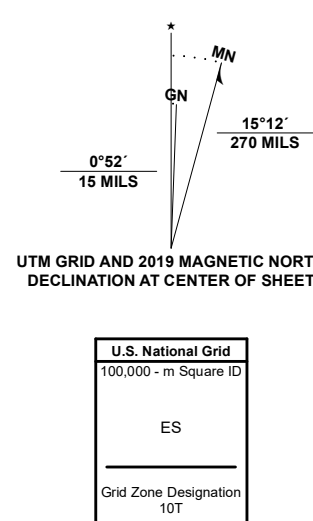 ★
MN
GN
15°12´
270 MILS
0°52´
15 MILS
UTM GRID AND 2019 MAGNETIC NORT
DECLINATION AT CENTER OF SHEET
U.S. National Grid
100,000 - m Square ID
ES
Grid Zone Designation
10T